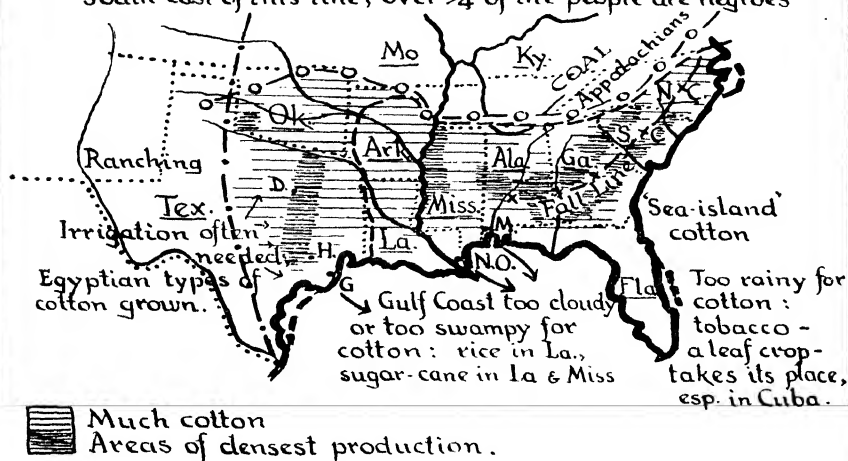 South east of this line, over ¼ of the people are negroes
Mo
Ky.
COAL
Appalachians
N. C.
Ok
Ark
S. C.
Ala
Ga.
Ranching
Fall-Line
D.
Tex.
Miss.
'Sea-island'
cotton
Irrigation often
needed.
M.
La.
H.
N.O.
Egyptian types of
cotton grown.
G
Fla
Gulf Coast too cloudy
or too swampy for
cotton: rice in La.,
sugar-cane in La & Miss
Too rainy for
cotton:
tobacco -
a leaf crop -
takes its place,
esp. in Cuba.
Much cotton
Areas of densest production.